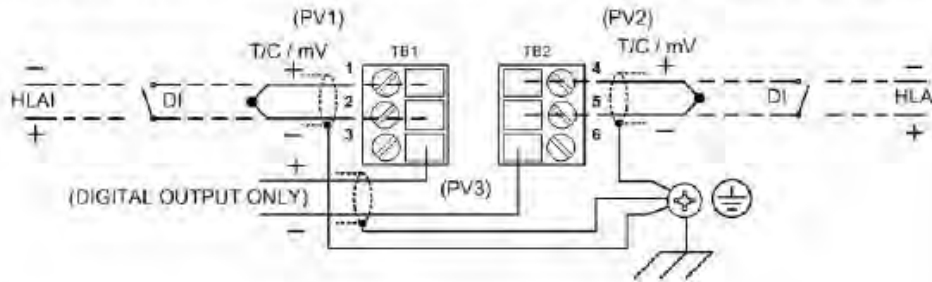 (PV1)
(PV2)
T/C / mV
TB1
TB2
T/C / mV
−
+
1
4
+
−
HLAI
DI
2
5
DI
HLA
+
−
3
6
−
+
+
(DIGITAL OUTPUT ONLY)
(PV3)
−